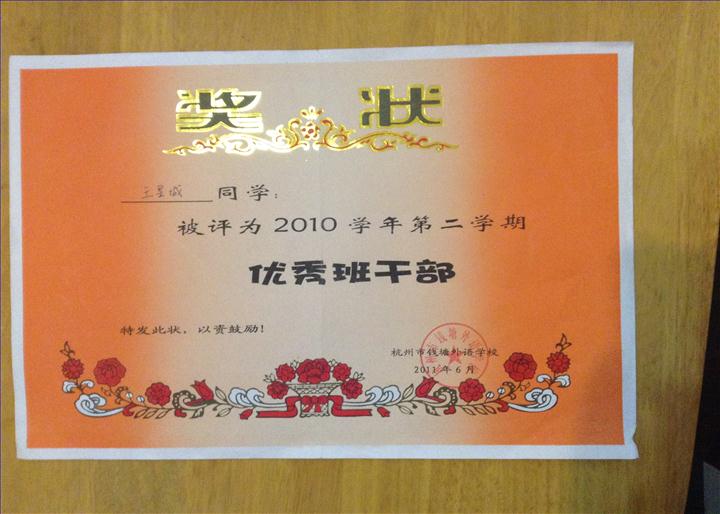 奖状
王星城 同学:
被评为2010学年第二学期
优秀班干部
特发此状，以资鼓励!
杭州市钱塘外语学校
2011年6月